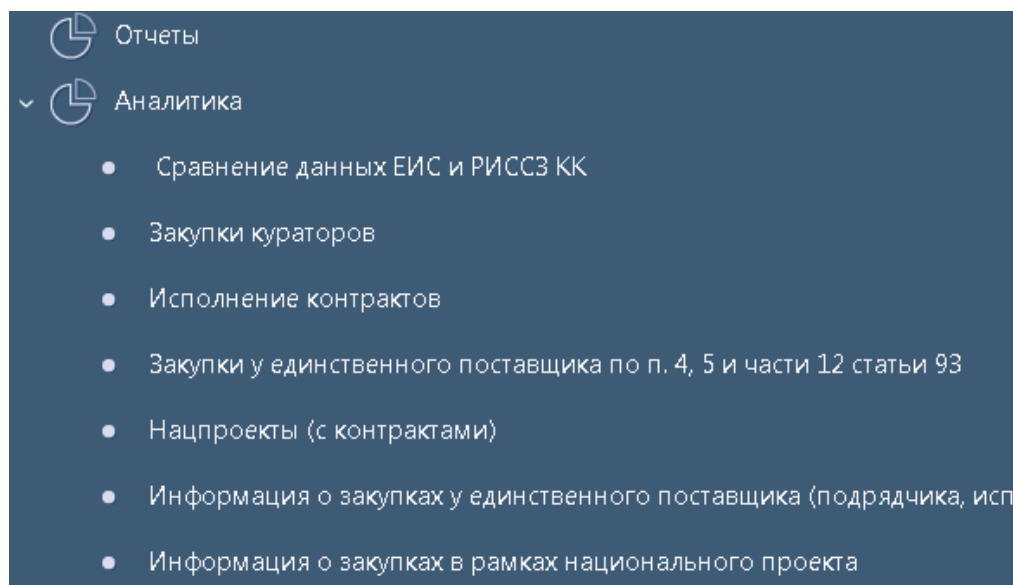 Отчеты
Аналитика
Сравнение данных ЕИС и РИССЗ КК
Закупки кураторов
Исполнение контрактов
Закупки у единственного поставщика по п. 4, 5 и части 12 статьи 93
Нацпроекты (с контрактами)
Информация о закупках у единственного поставщика (подрядчика, исп
Информация о закупках в рамках национального проекта